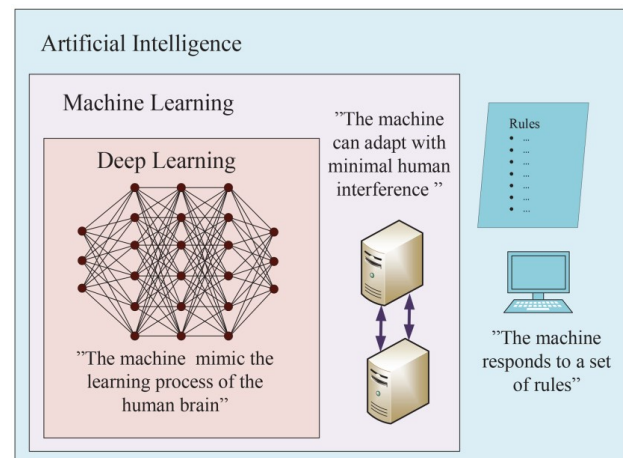 Artificial Intelligence
Machine Learning
Deep Learning
”The machine mimic the
learning process of the
human brain”
”The machine
can adapt with
minimal human
interference ”
Rules
• ...
• ...
• ...
• ...
• ...
• ...
• ...
”The machine
responds to a set
of rules”